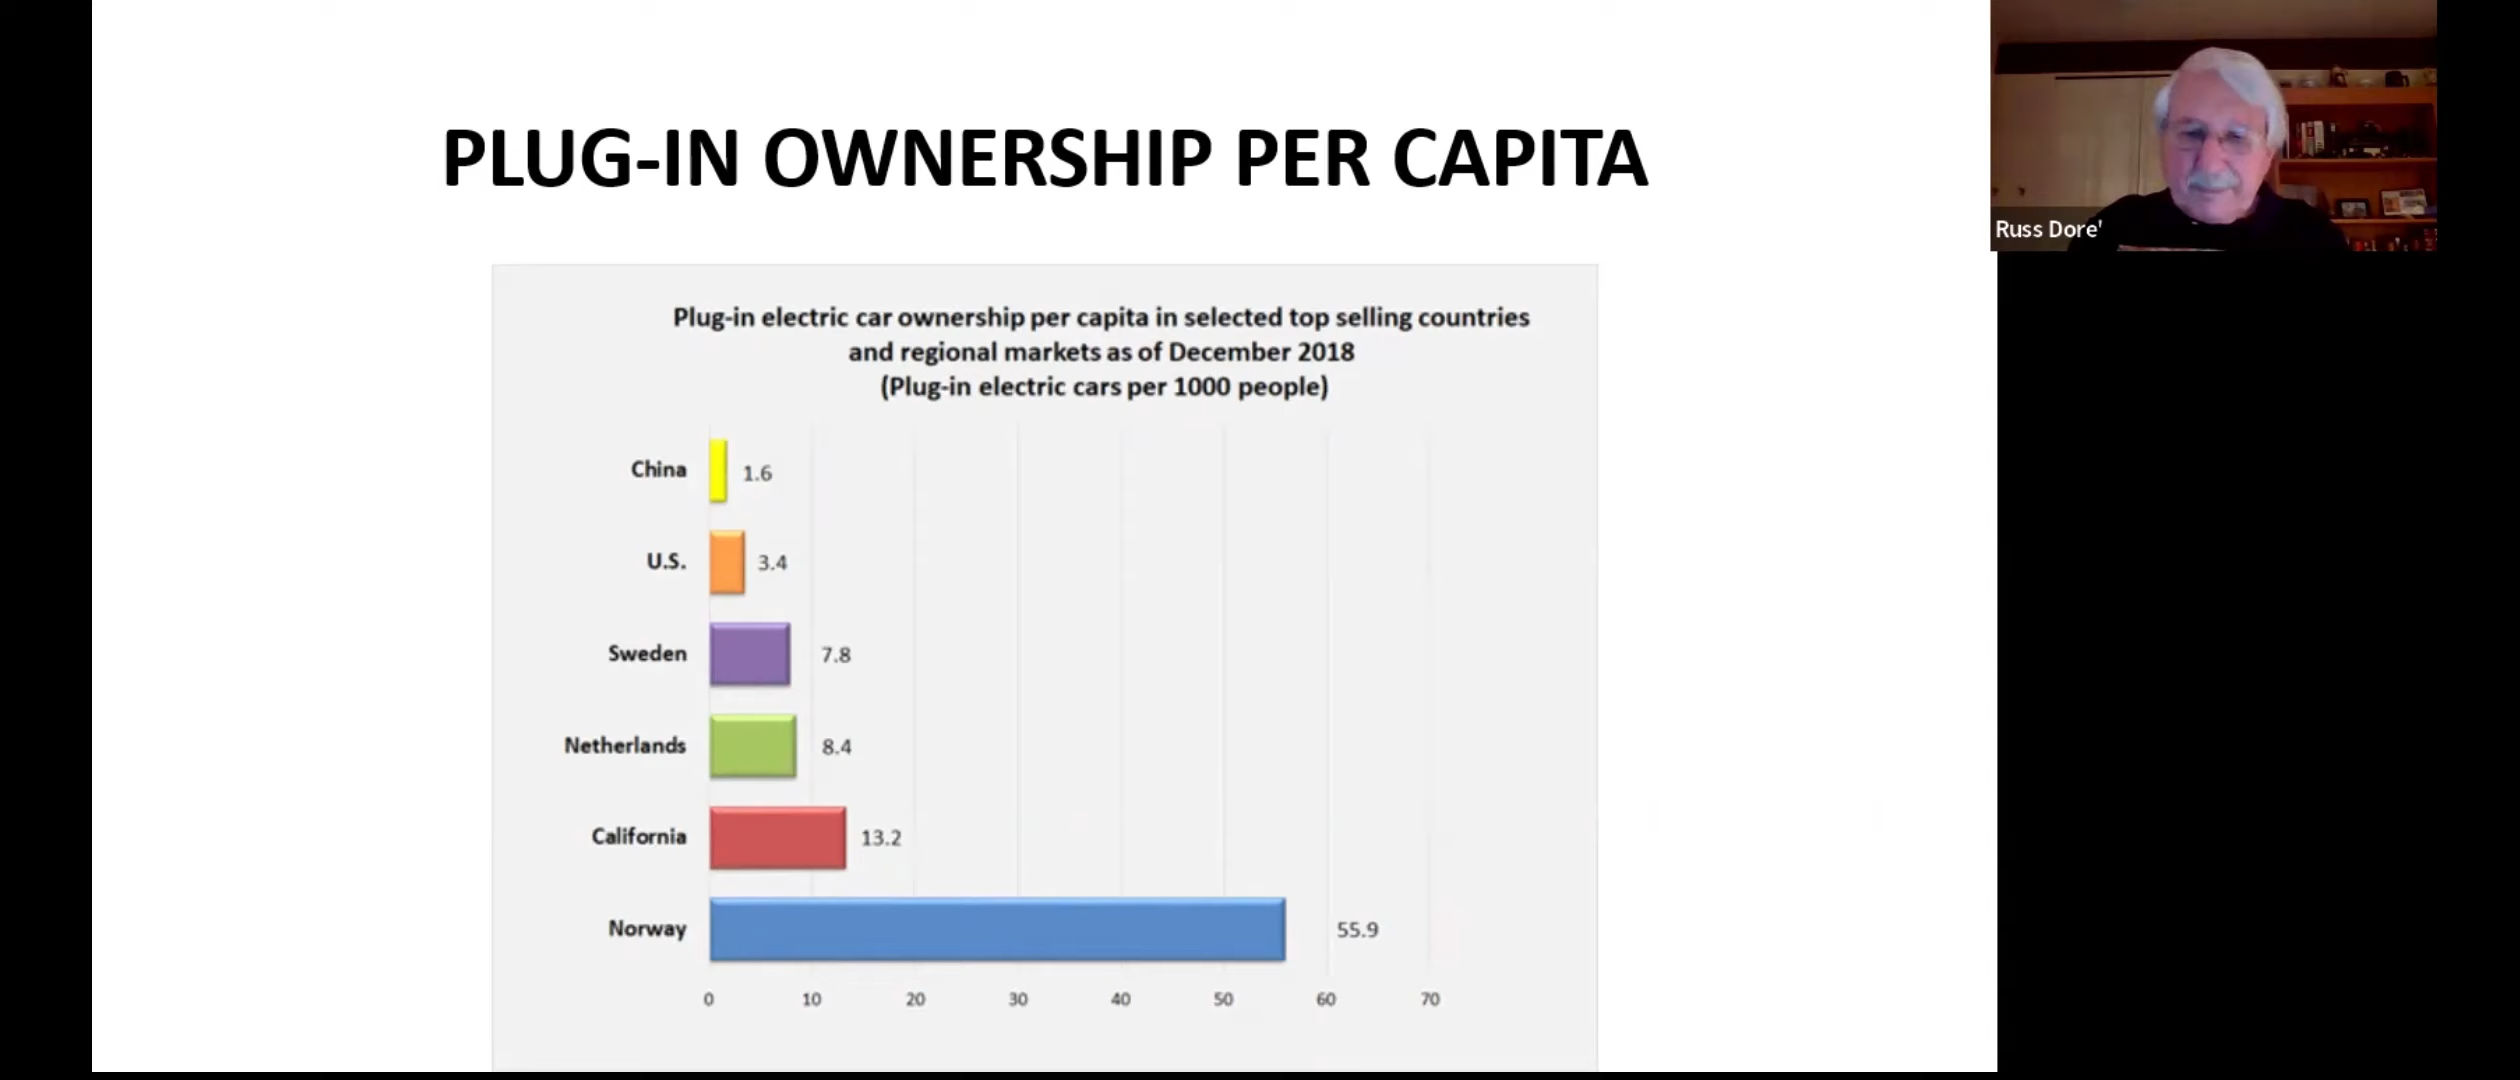 PLUG-IN OWNERSHIP PER CAPITA
Russ Dore'
Plug-in electric car ownership per capita in selected top selling countries
and regional markets as of December 2018
(Plug-in electric cars per 1000 people)
China 1.6
U.S. 3.4
Sweden 7.8
Netherlands 8.4
California 13.2
Norway 55.9
0 10 20 30 40 50 60 70